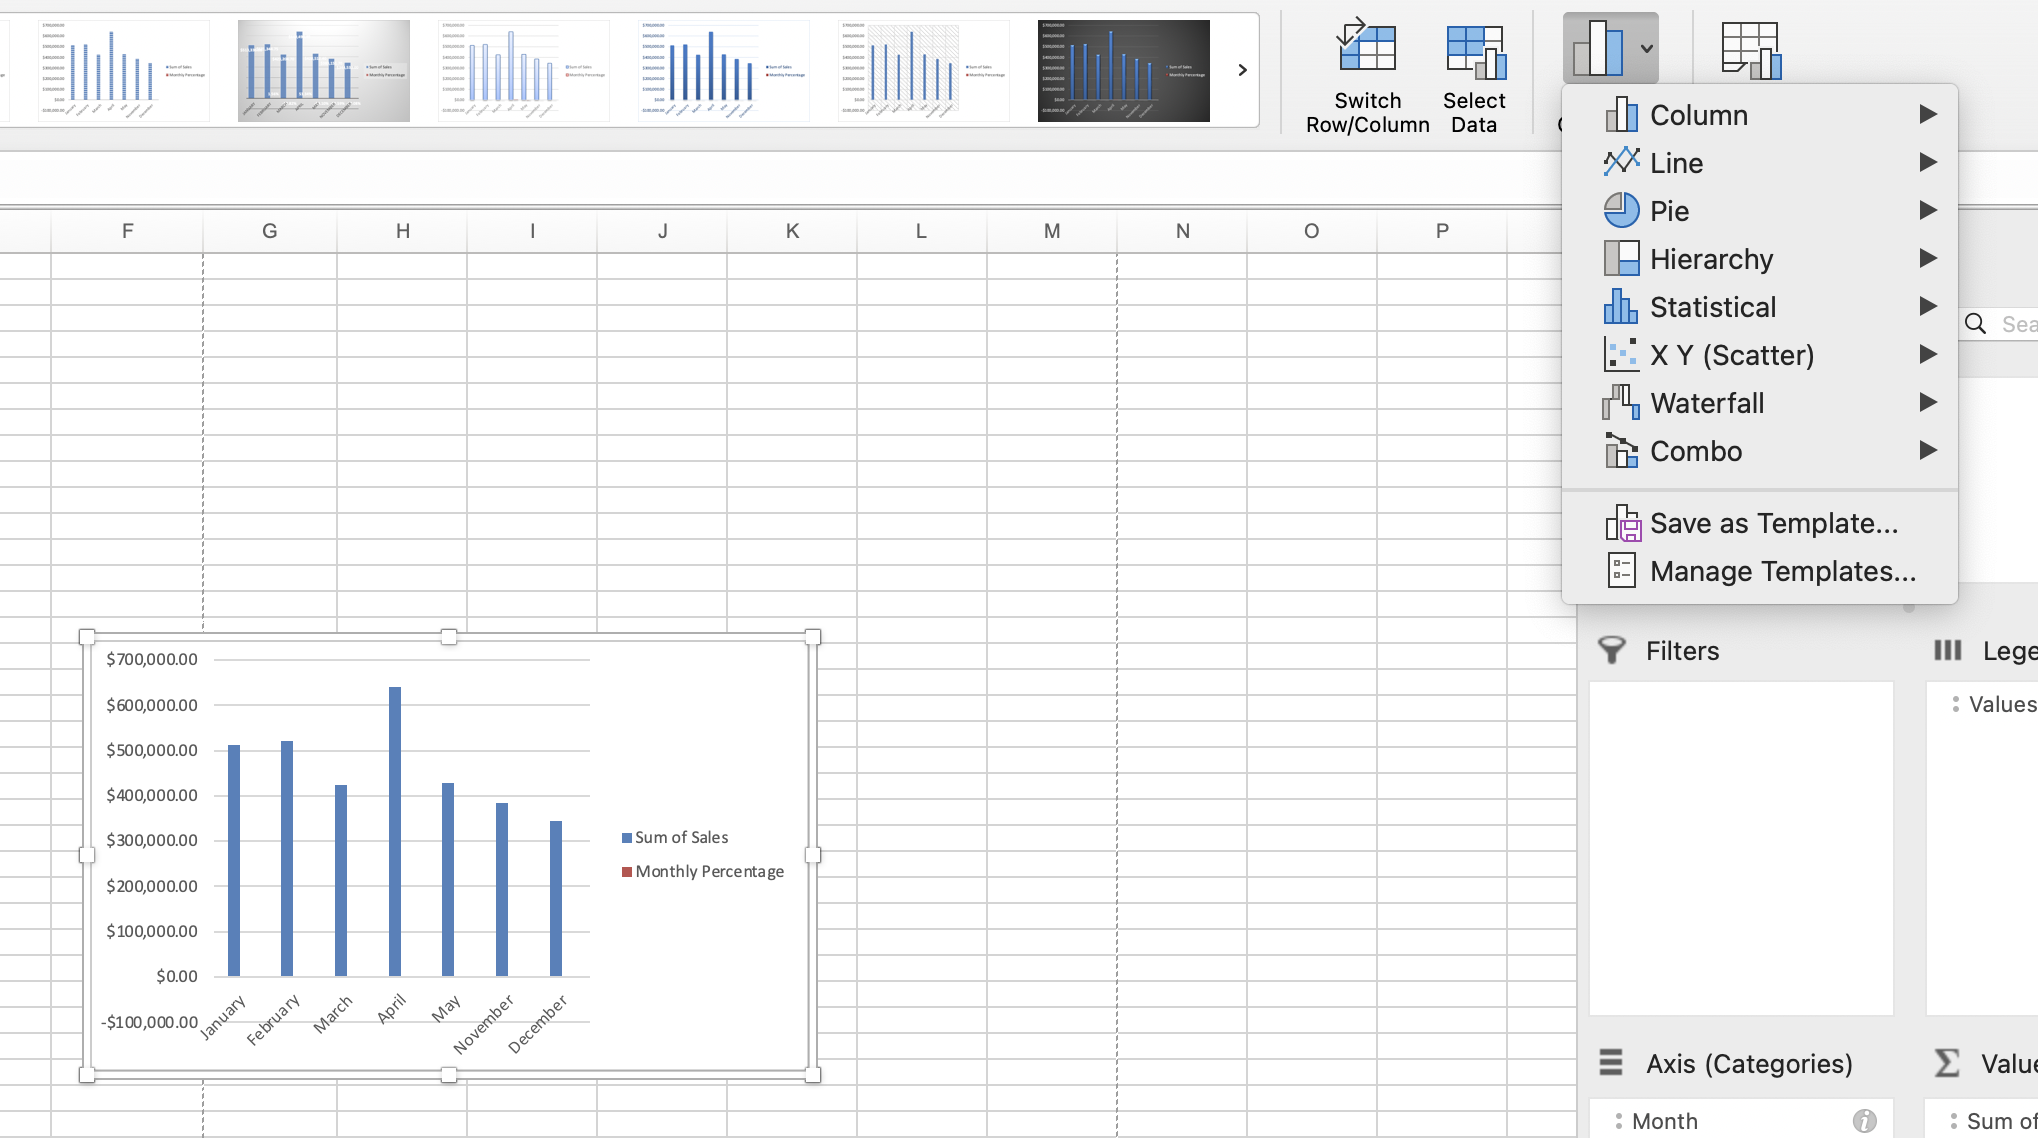 Switch
Row/Column
Select
Data
Column
Line
Pie
Hierarchy
Statistical
X Y (Scatter)
Waterfall
Combo
Save as Template...
Manage Templates...
F G H I J K L M N O P
Sea
Filters
Lege
Values
Axis (Categories)
Value
Month
Sum of
$700,000.00
$600,000.00
$500,000.00
$400,000.00
$300,000.00
$200,000.00
$100,000.00
$0.00
-$100,000.00
January
February
March
April
May
November
December
Sum of Sales
Monthly Percentage